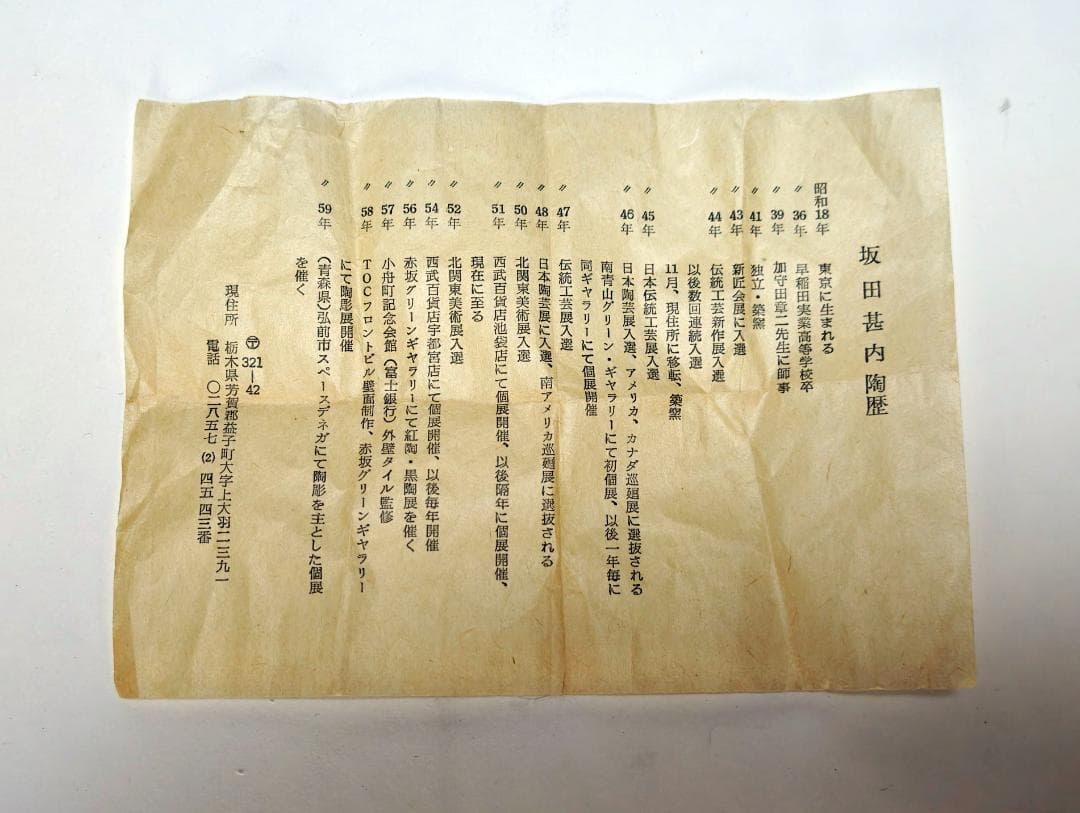 坂田甚内陶歴
昭和18年 東京に生まれる
〃 36年 早稲田実業高等学校卒
〃 39年 加守田章二先生に師事
〃 41年 独立・築窯
〃 43年 新匠会展に入選
〃 44年 伝統工芸新作展入選
以後数回連続入選
11月、現住所に移転、築窯
〃 45年 日本伝統工芸展入選
〃 46年 日本陶芸展入選、アメリカ、カナダ巡廻展に選抜される
南青山グリーン・ギャラリーにて初個展、以後一年毎に
同ギャラリーにて個展開催
〃 47年 伝統工芸展入選
〃 48年 日本陶芸展に入選、南アメリカ巡廻展に選抜される
〃 50年 北関東美術展入選
〃 51年 西武百貨店池袋店にて個展開催、以後隔年に個展開催、
現在に至る
〃 52年 北関東美術展入選
〃 54年 西武百貨店宇都宮店にて個展開催、以後毎年開催
〃 56年 赤坂グリーンギャラリーにて紅陶・黒陶展を催く
〃 57年 小舟町記念会館(富士銀行)外壁タイル監修
〃 58年 TOCフロントビル壁面制作、赤坂グリーンギャラリー
にて陶彫展開催
〃 59年 (青森県)弘前市スペースデネガにて陶彫を主とした個展
を催く
現住所 〒321-42 栃木県芳賀郡益子町大字上大羽二三九一
電話 〇二八五七(2)四五四三番